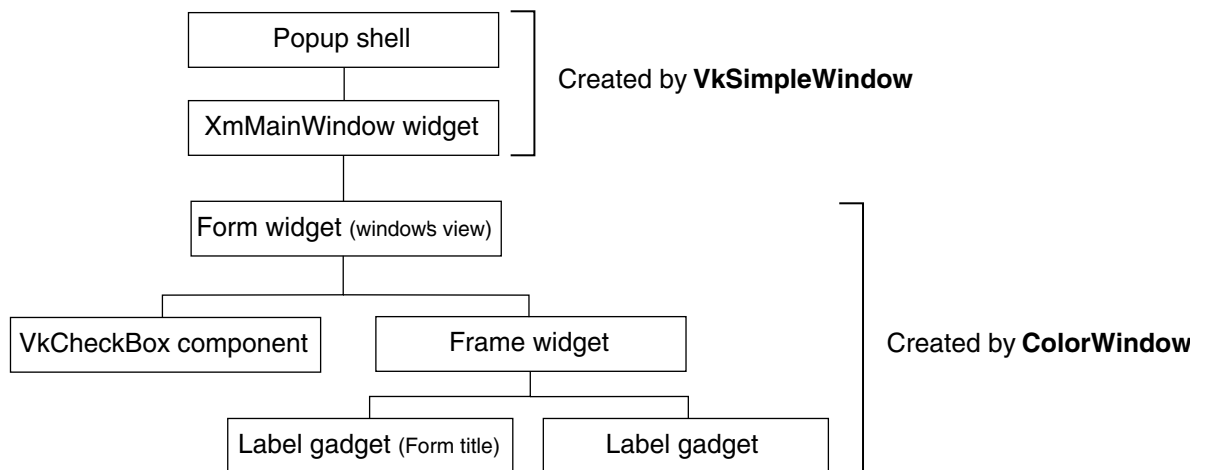 Popup shell
Created by VkSimpleWindow
XmMainWindow widget
Form widget (window's view)
VkCheckBox component
Frame widget
Created by ColorWindow
Label gadget (Form title)
Label gadget